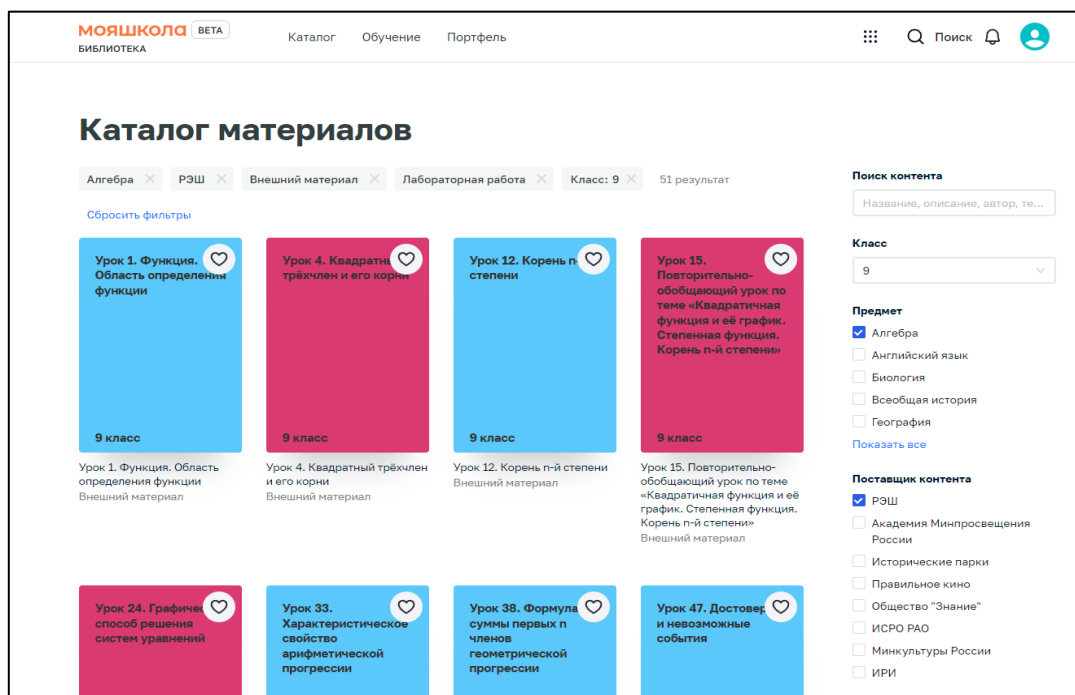 МОЯШКОЛА BETA
БИБЛИОТЕКА
Каталог Обучение Портфель
Поиск
Каталог материалов
Алгебра РЭШ Внешний материал Лабораторная работа Класс: 9 51 результат
Сбросить фильтры
Урок 1. Функция.
Область определения
функции
9 класс
Урок 1. Функция. Область
определения функции
Внешний материал
Урок 4. Квадратны
трёхчлен и его корни
9 класс
Урок 4. Квадратный трёхчлен
и его корни
Внешний материал
Урок 12. Корень n-
степени
9 класс
Урок 12. Корень n-й степени
Внешний материал
Урок 15.
Повторительно-
обобщающий урок по
теме «Квадратичная
функция и её график.
Степенная функция.
Корень n-й степени»
9 класс
Урок 15. Повторительно-
обобщающий урок по теме
«Квадратичная функция и её
график. Степенная функция.
Корень n-й степени»
Внешний материал
Урок 24. Графичес
способ решения
систем уравнений
Урок 33.
Характеристическое
свойство
арифметической
прогрессии
Урок 38. Формула
суммы первых n
членов
геометрической
прогрессии
Урок 47. Достовер
и невозможные
события
Поиск контента
Название, описание, автор, те...
Класс
9
Предмет
Алгебра
Английский язык
Биология
Всеобщая история
География
Показать все
Поставщик контента
РЭШ
Академия Минпросвещения
России
Исторические парки
Правильное кино
Общество "Знание"
ИСРО РАО
Минкультуры России
ИРИ